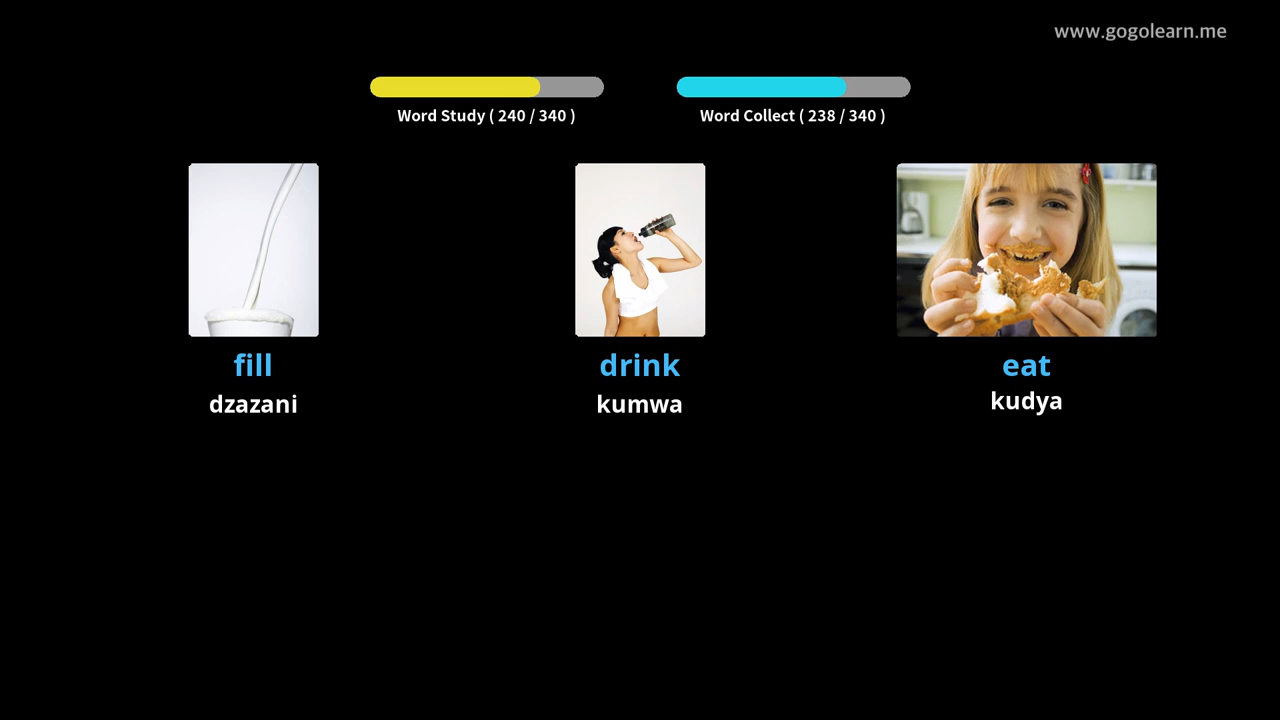 www.gogolearn.me
Word Study ( 240 / 340 )
Word Collect ( 238 / 340 )
fill
dzazani
drink
kumwa
eat
kudya